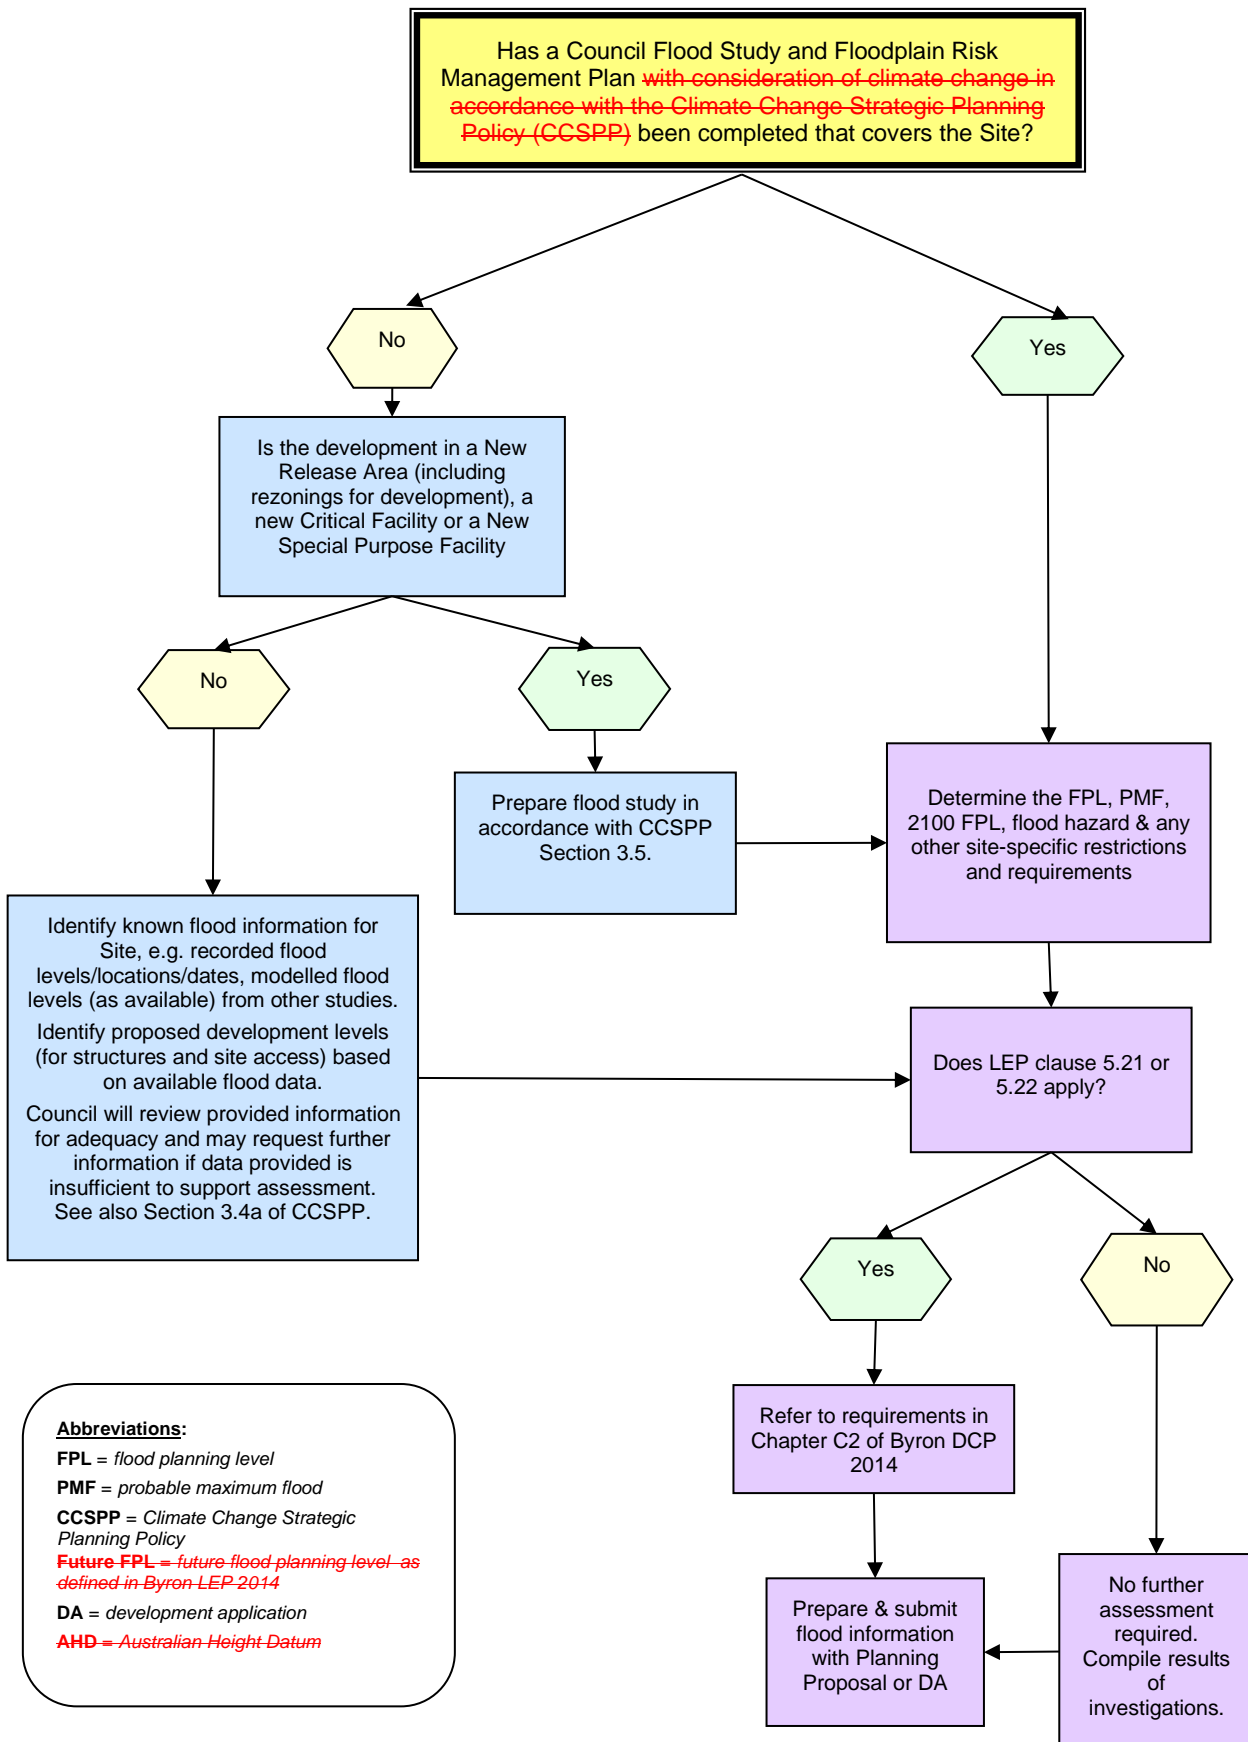 Has a Council Flood Study and Floodplain Risk
Management Plan with consideration of climate change in
accordance with the Climate Change Strategic Planning
Policy (CCSPP) been completed that covers the Site?
No
Yes
Is the development in a New
Release Area (including
rezonings for development), a
new Critical Facility or a New
Special Purpose Facility
No
Yes
Prepare flood study in
accordance with CCSPP
Section 3.5.
Determine the FPL, PMF,
2100 FPL, flood hazard & any
other site-specific restrictions
and requirements
Identify known flood information for
Site, e.g. recorded flood
levels/locations/dates, modelled flood
levels (as available) from other studies.
Identify proposed development levels
(for structures and site access) based
on available flood data.
Council will review provided information
for adequacy and may request further
information if data provided is
insufficient to support assessment.
See also Section 3.4a of CCSPP.
Does LEP clause 5.21 or
5.22 apply?
Yes
No
Refer to requirements in
Chapter C2 of Byron DCP
2014
Prepare & submit
flood information
with Planning
Proposal or DA
No further
assessment
required.
Compile results
of
investigations.
Abbreviations:
FPL = flood planning level
PMF = probable maximum flood
CCSPP = Climate Change Strategic
Planning Policy
Future FPL = future flood planning level as
defined in Byron LEP 2014
DA = development application
AHD = Australian Height Datum